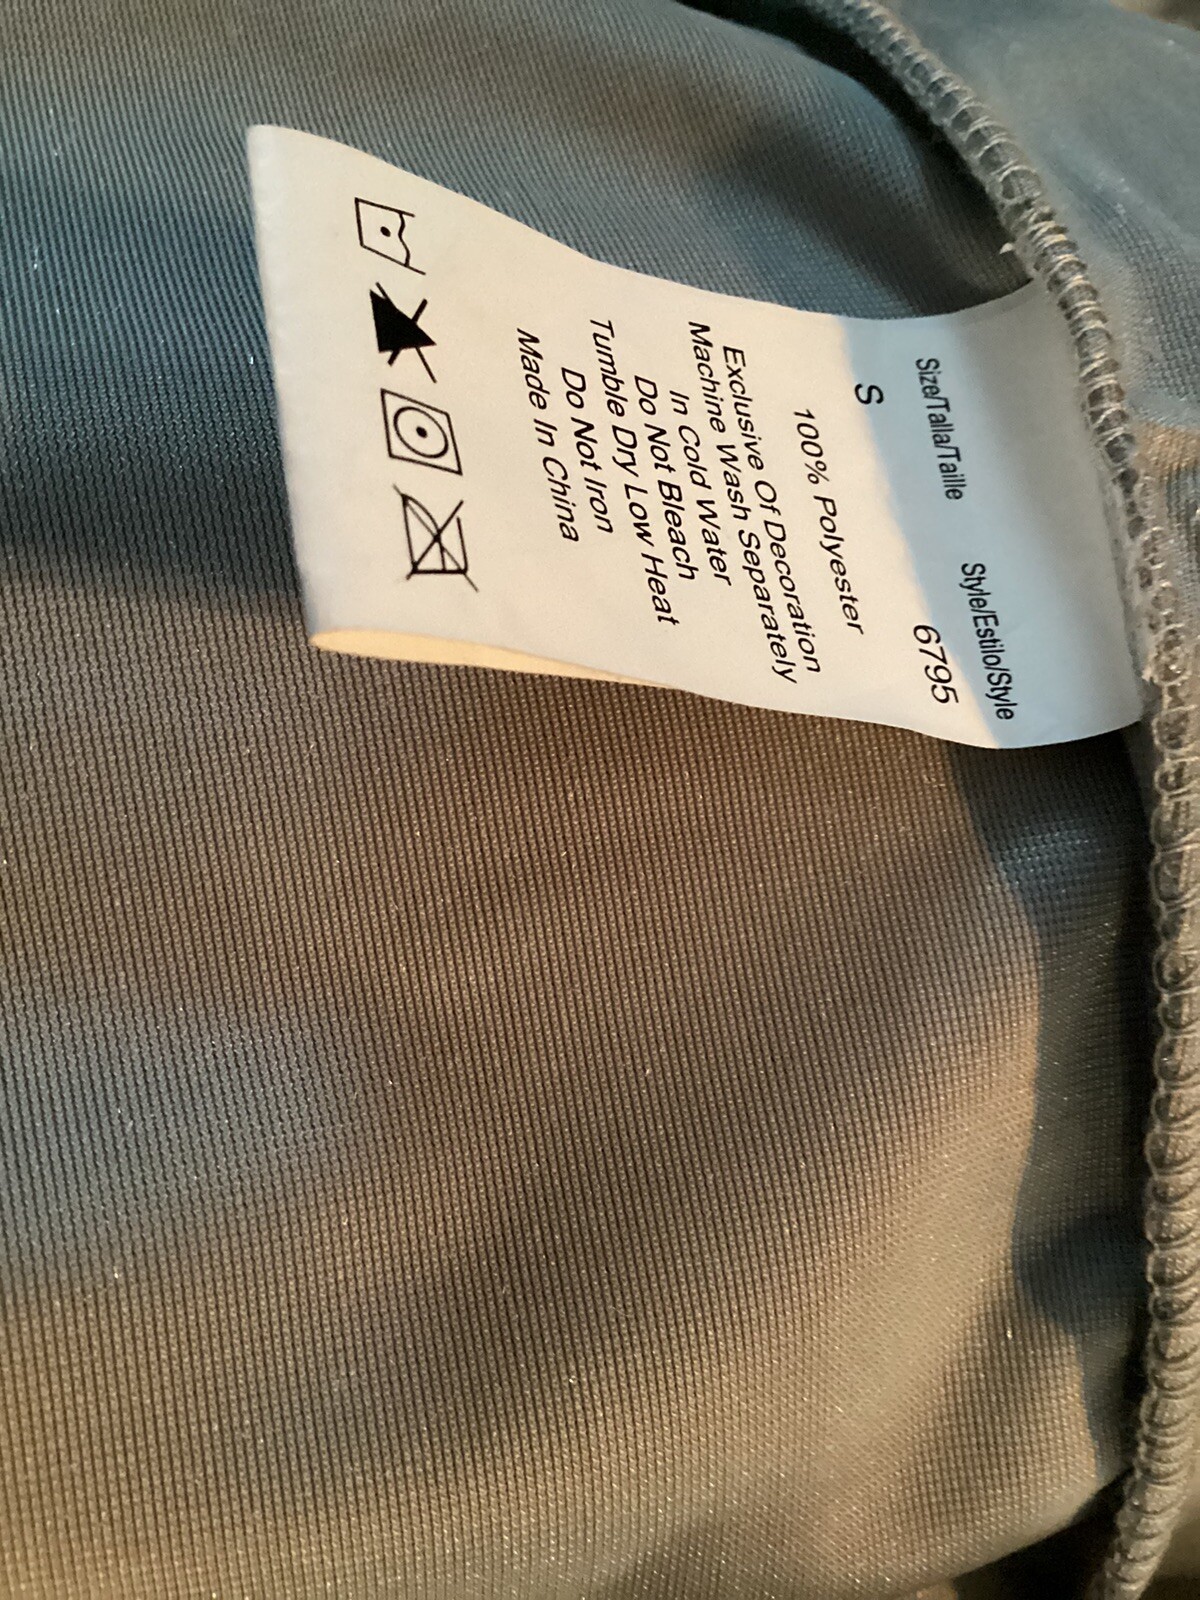 Size/Talla/Taille Style/Estilo/Style
S 6795
100% Polyester
Exclusive Of Decoration
Machine Wash Separately
In Cold Water
Do Not Bleach
Tumble Dry Low Heat
Do Not Iron
Made In China